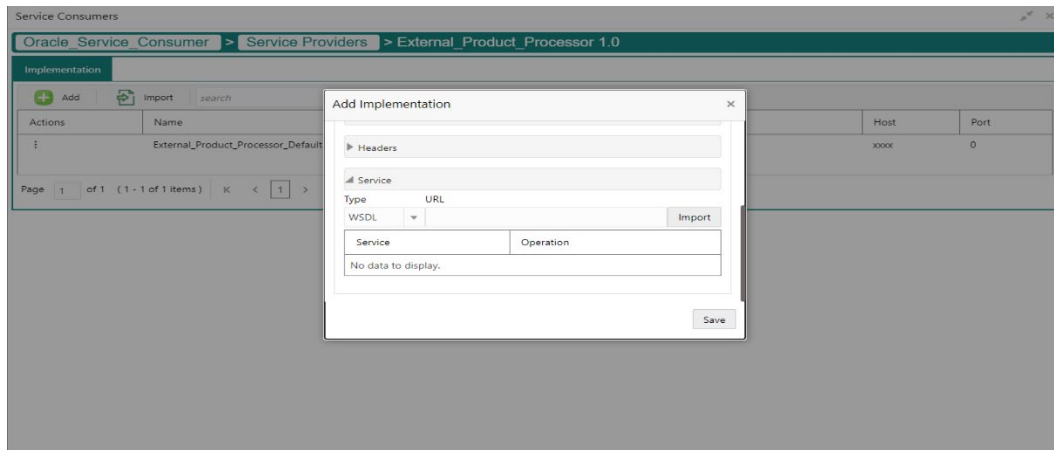 Service Consumers
Oracle_Service_Consumer > Service Providers > External_Product_Processor 1.0
Implementation
Add Import search
Actions Name Host Port
External_Product_Processor_Default xxxx 0
Page 1 of 1 (1 - 1 of 1 items) K < 1 >
Add Implementation ×
Headers
Service
Type URL
WSDL Import
Service Operation
No data to display.
Save